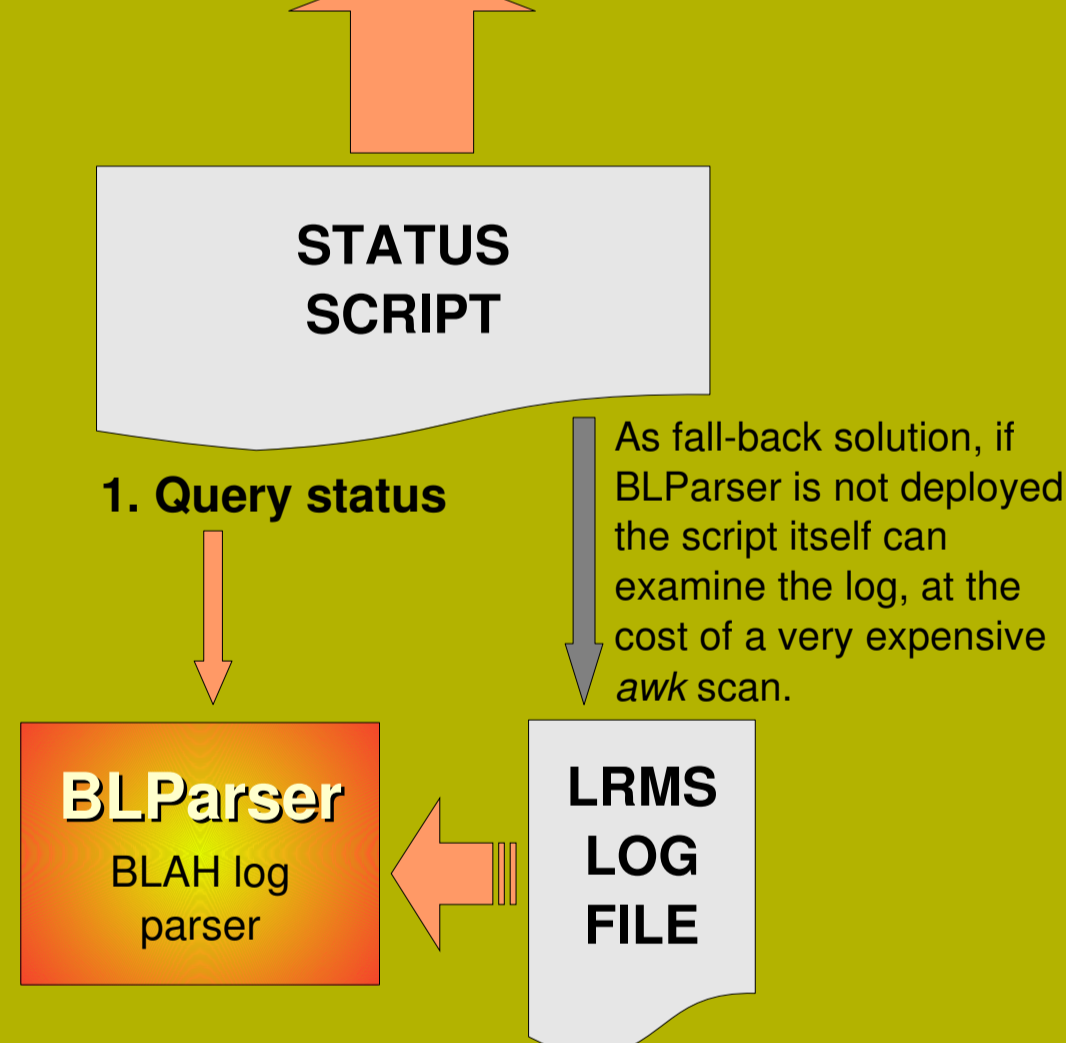 STATUS
SCRIPT
1. Query status
As fall-back solution, if
BLParser is not deployed
the script itself can
examine the log, at the
cost of a very expensive
awk scan.
BLParser
BLAH log
parser
LRMS
LOG
FILE